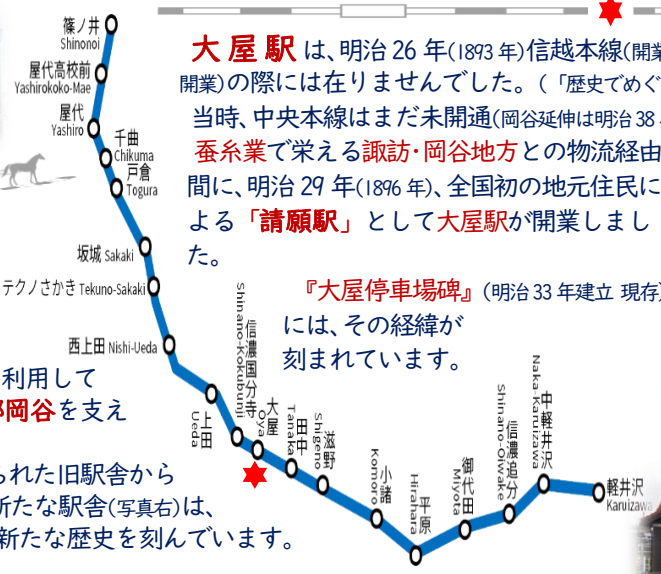 大屋駅は、明治26年(1893年)信越本線(開業
開業)の際には在りませんでした。(「歴史でめぐ
当時、中央本線はまだ未開通(岡谷延伸は明治38
蚕糸業で栄える諏訪・岡谷地方との物流経由
間に、明治29年(1896年)、全国初の地元住民に
よる「請願駅」として大屋駅が開業しまし
た。
『大屋停車場碑』(明治33年建立 現存)
には、その経緯が
刻まれています。
利用して
岡谷を支え
られた旧駅舎から
新たな駅舎(写真右)は、
新たな歴史を刻んでいます。
篠ノ井
Shinonoi
屋代高校前
Yashirokoko-Mae
屋代
Yashiro
千曲
Chikuma
戸倉
Togura
坂城 Sakaki
テクノさかき Tekuno-Sakaki
西上田 Nishi-Ueda
上田
Ueda
信濃国分寺
Shinano-Kokubunji
大屋
Oya
田中
Tanaka
滋野
Shigeno
小諸
Komoro
平原
Hirahara
御代田
Miyota
信濃追分
Shinano-Oiwake
中軽井沢
Naka-Karuizawa
軽井沢
Karuizawa